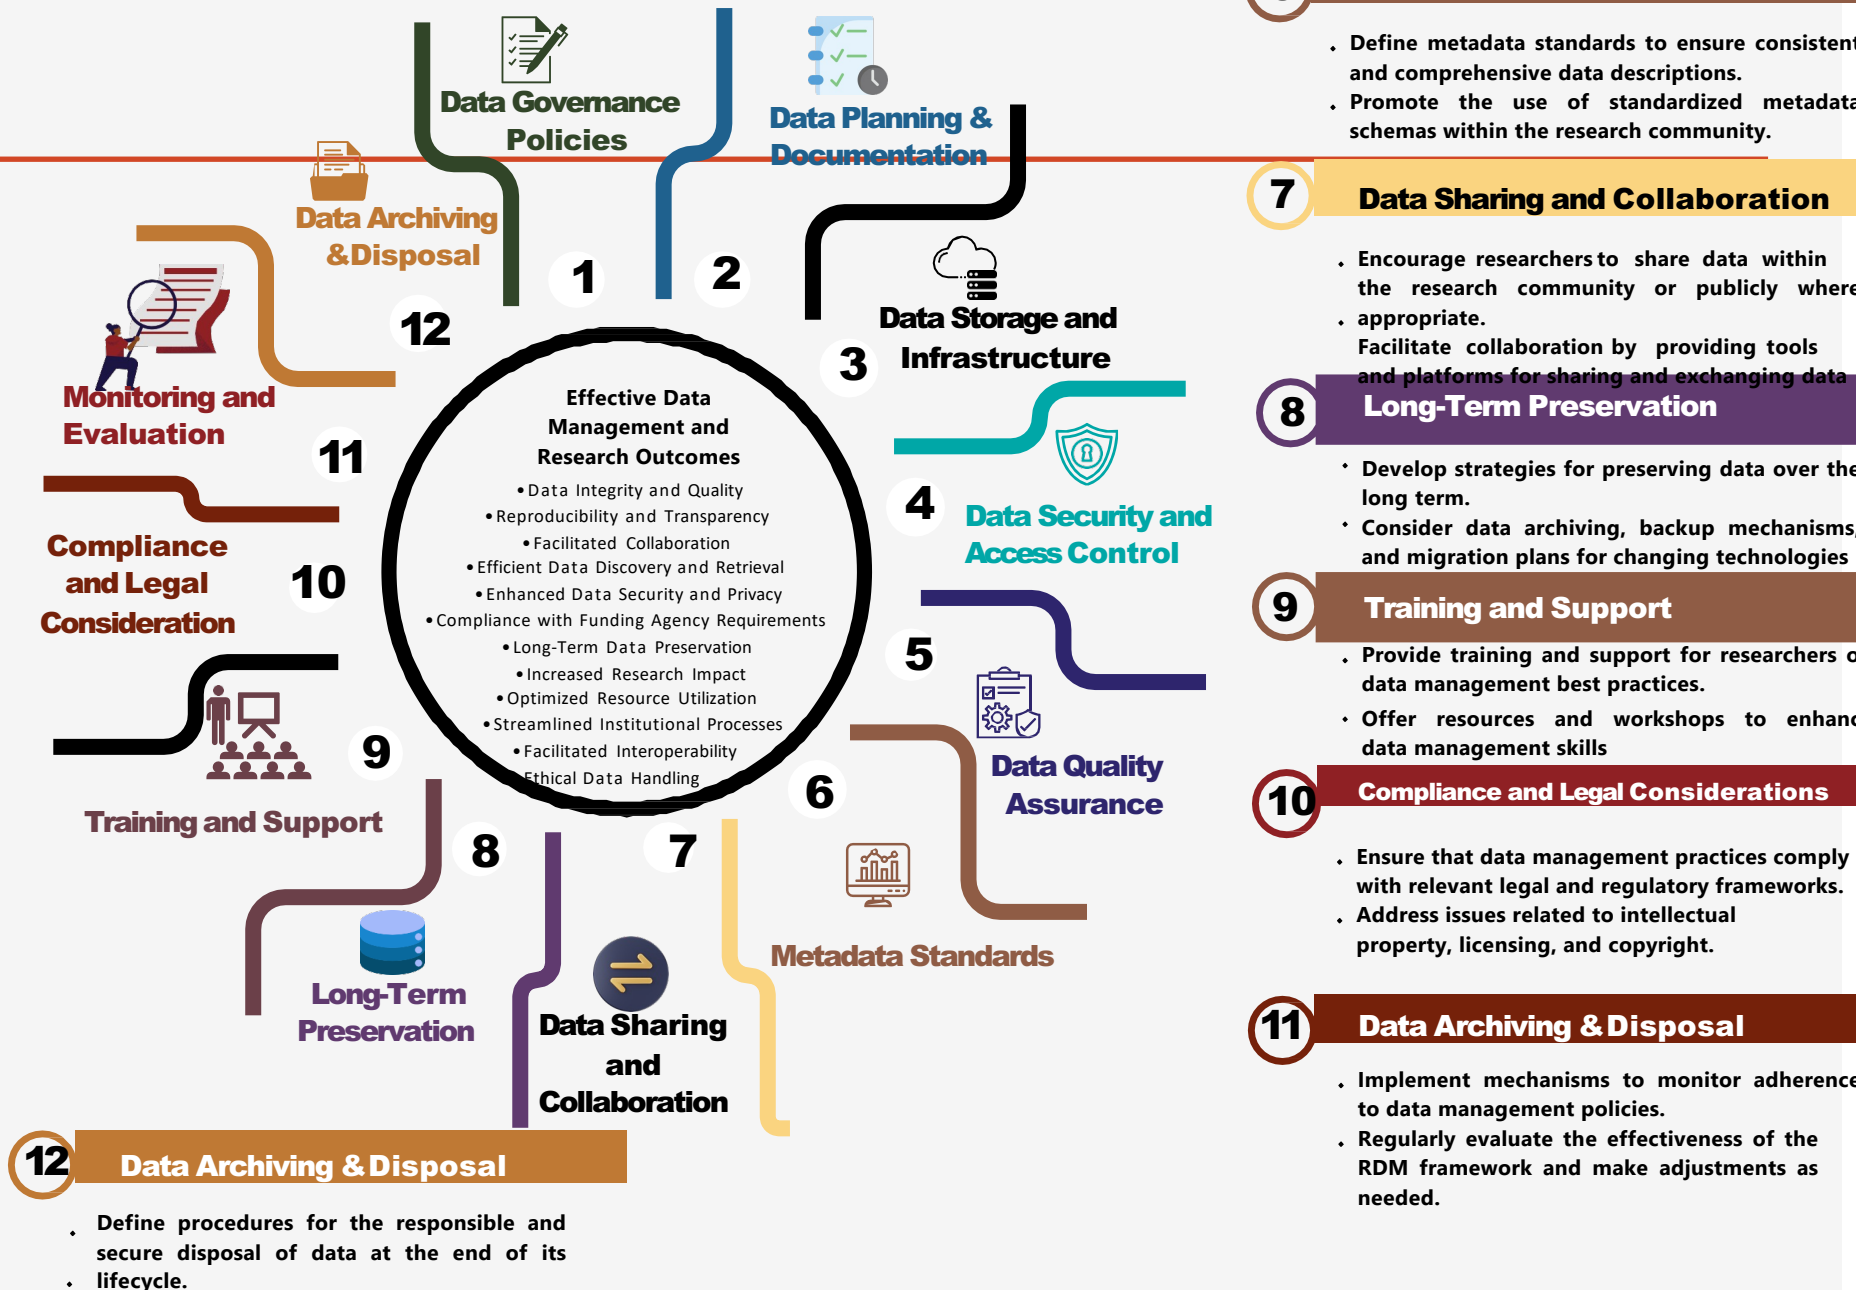 Data Governance
Policies
1
Data Planning &
Documentation
2
Data Storage and
Infrastructure
3
4
Data Security and
Access Control
5
Data Quality
Assurance
6
Metadata Standards
7
Data Sharing
and
Collaboration
8
Long-Term
Preservation
9
Training and Support
10
Compliance
and Legal
Consideration
11
Monitoring and
Evaluation
12
Data Archiving
&Disposal
Effective Data
Management and
Research Outcomes
• Data Integrity and Quality
• Reproducibility and Transparency
• Facilitated Collaboration
• Efficient Data Discovery and Retrieval
• Enhanced Data Security and Privacy
• Compliance with Funding Agency Requirements
• Long-Term Data Preservation
• Increased Research Impact
• Optimized Resource Utilization
• Streamlined Institutional Processes
• Facilitated Interoperability
Ethical Data Handling
• Define metadata standards to ensure consistent
and comprehensive data descriptions.
• Promote the use of standardized metadata
schemas within the research community.
7 Data Sharing and Collaboration
• Encourage researchers to share data within
the research community or publicly where
• appropriate.
Facilitate collaboration by providing tools
and platforms for sharing and exchanging data
8 Long-Term Preservation
• Develop strategies for preserving data over the
long term.
• Consider data archiving, backup mechanisms,
and migration plans for changing technologies
9 Training and Support
• Provide training and support for researchers
data management best practices.
• Offer resources and workshops to
data management skills
10 Compliance and Legal Considerations
• Ensure that data management practices comply
with relevant legal and regulatory frameworks.
• Address issues related to intellectual
property, licensing, and copyright.
11 Data Archiving &Disposal
• Implement mechanisms to monitor adherence
to data management policies.
• Regularly evaluate the effectiveness of the
RDM framework and make adjustments as
needed.
12 Data Archiving &Disposal
• Define procedures for the responsible and
secure disposal of data at the end of its
• lifecycle.